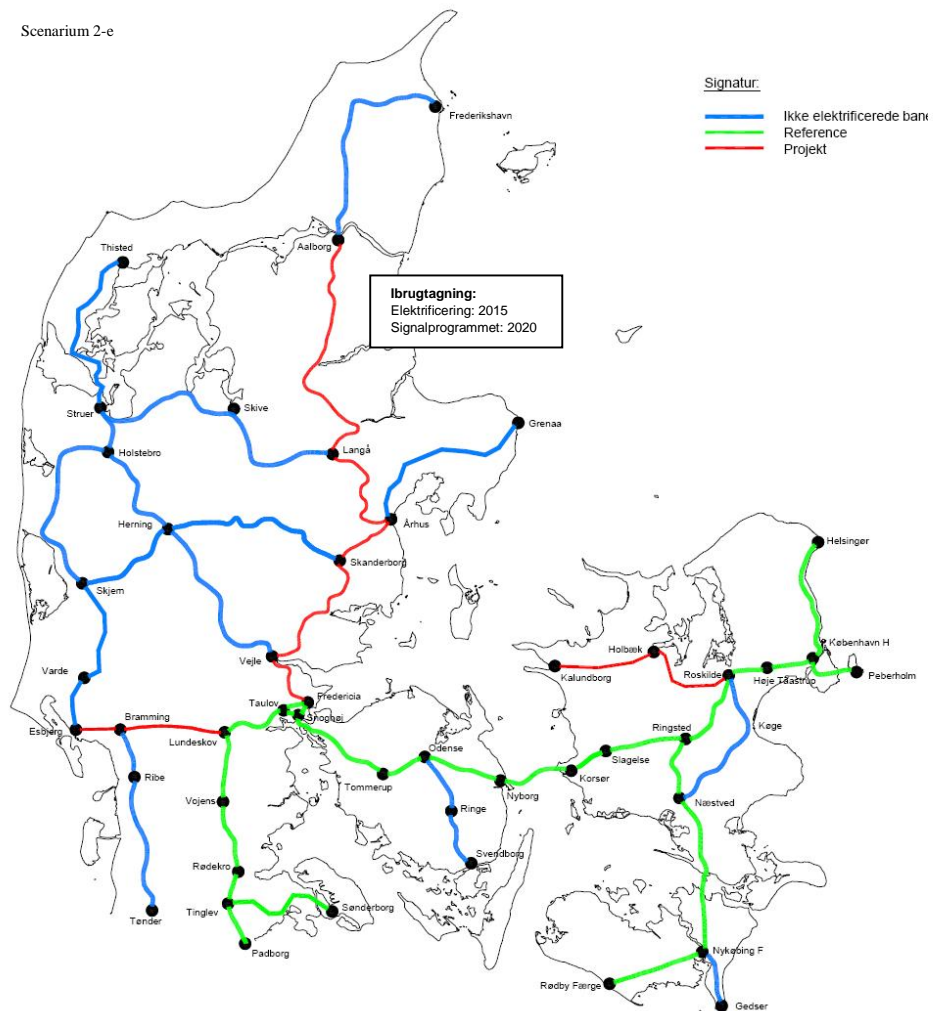 Scenarium 2-e
Signatur:
Ikke elektrificerede bane
Reference
Projekt
Frederikshavn
Aalborg
Thisted
Ibrugtagning:
Elektrificering: 2015
Signalprogrammet: 2020
Struer
Skive
Grenaa
Holstebro
Langå
Herning
Århus
Skanderborg
Helsingør
Skjem
København H
Holbæk
Vejle
Kalundborg
Roskilde
Høje Tåastrup
Peberholm
Varde
Fredericia
Taulov
Snoghøj
Esbjerg
Bramming
Lundeskov
Ringsted
Køge
Odense
Slagelse
Ribe
Tommerup
Nyborg
Korsør
Vojens
Ringe
Næstved
Svendborg
Rødekro
Tinglev
Sønderborg
Tønder
Padborg
Nykøbing F
Rødby Færge
Gedser